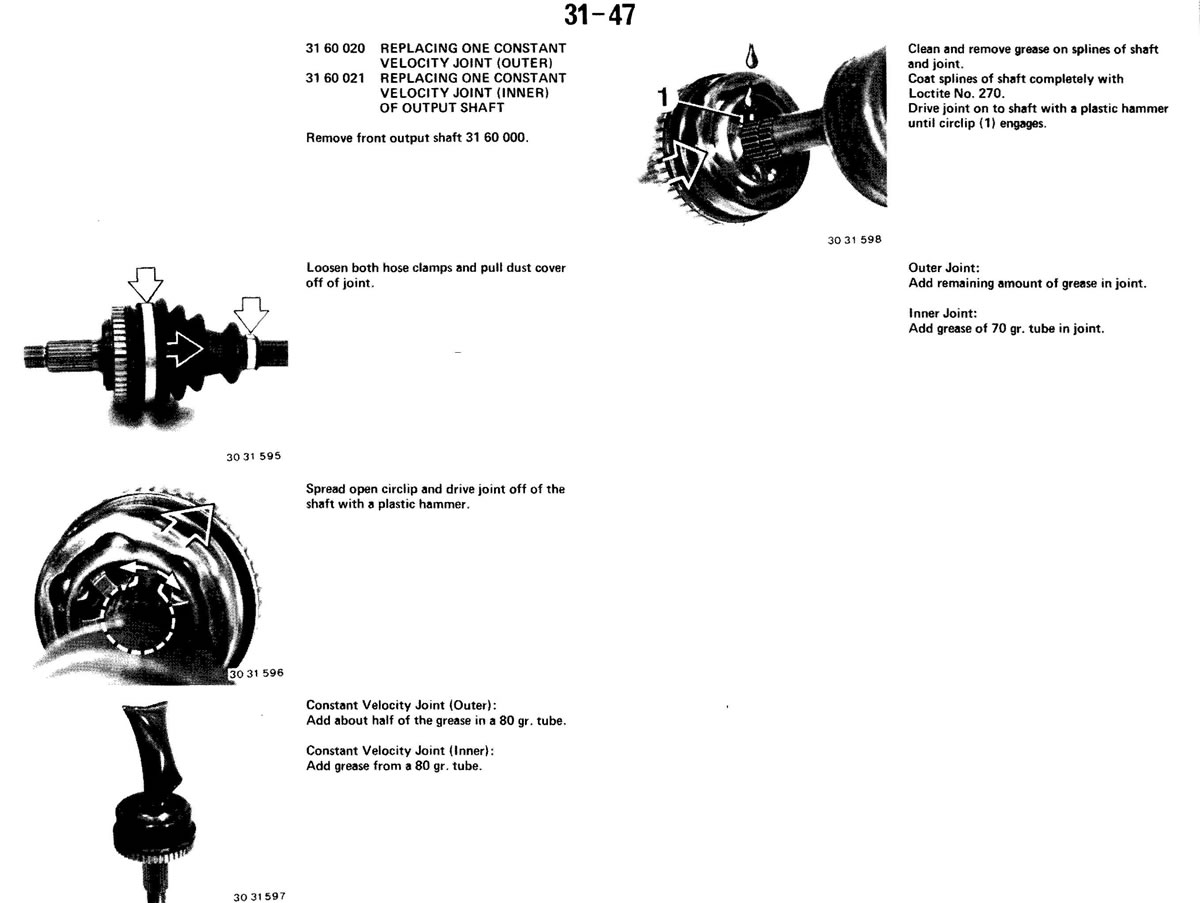 31-47
31 60 020 REPLACING ONE CONSTANT
VELOCITY JOINT (OUTER)
31 60 021 REPLACING ONE CONSTANT
VELOCITY JOINT (INNER)
OF OUTPUT SHAFT
Remove front output shaft 31 60 000.
Loosen both hose clamps and pull dust cover
off of joint.
30 31 595
Spread open circlip and drive joint off of the
shaft with a plastic hammer.
30 31 596
Constant Velocity Joint (Outer):
Add about half of the grease in a 80 gr. tube.
Constant Velocity Joint (Inner):
Add grease from a 80 gr. tube.
30 31 597
1
Clean and remove grease on splines of shaft
and joint.
Coat splines of shaft completely with
Loctite No. 270.
Drive joint on to shaft with a plastic hammer
until circlip (1) engages.
30 31 598
Outer Joint:
Add remaining amount of grease in joint.
Inner Joint:
Add grease of 70 gr. tube in joint.